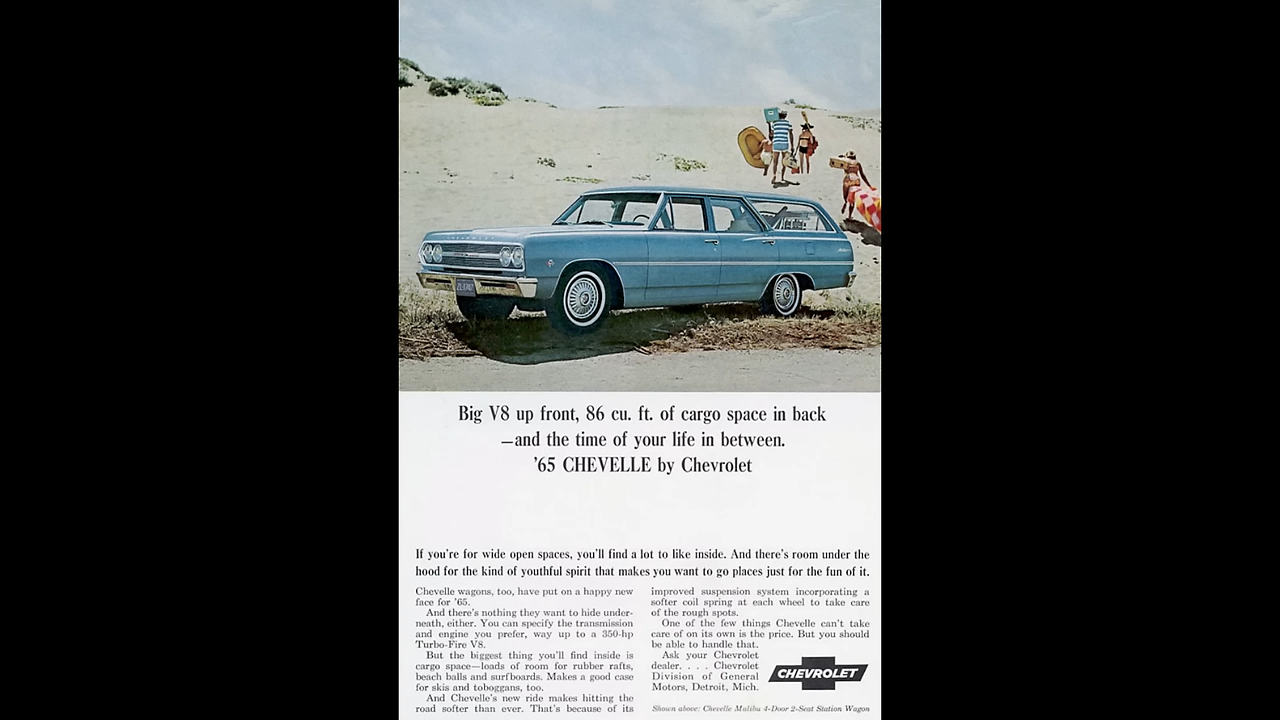 Big V8 up front, 86 cu. ft. of cargo space in back
—and the time of your life in between.
'65 CHEVELLE by Chevrolet
If you're for wide open spaces, you'll find a lot to like inside. And there's room under the
hood for the kind of youthful spirit that makes you want to go places just for the fun of it.
Chevelle wagons, too, have put on a happy new
face for '65.
And there's nothing they want to hide under-
neath, either. You can specify the transmission
and engine you prefer, way up to a 350-hp
Turbo-Fire V8.
But the biggest thing you'll find inside is
cargo space—loads of room for rubber rafts,
beach balls and surfboards. Makes a good case
for skis and toboggans, too.
And Chevelle's new ride makes hitting the
road softer than ever. That's because of its
improved suspension system incorporating a
softer coil spring at each wheel to take care
of the rough spots.
One of the few things Chevelle can't take
care of on its own is the price. But you should
be able to handle that.
Ask your Chevrolet
dealer. . . . Chevrolet
Division of General
Motors, Detroit, Mich.
CHEVROLET
Shown above: Chevelle Malibu 4-Door 2-Seat Station Wagon